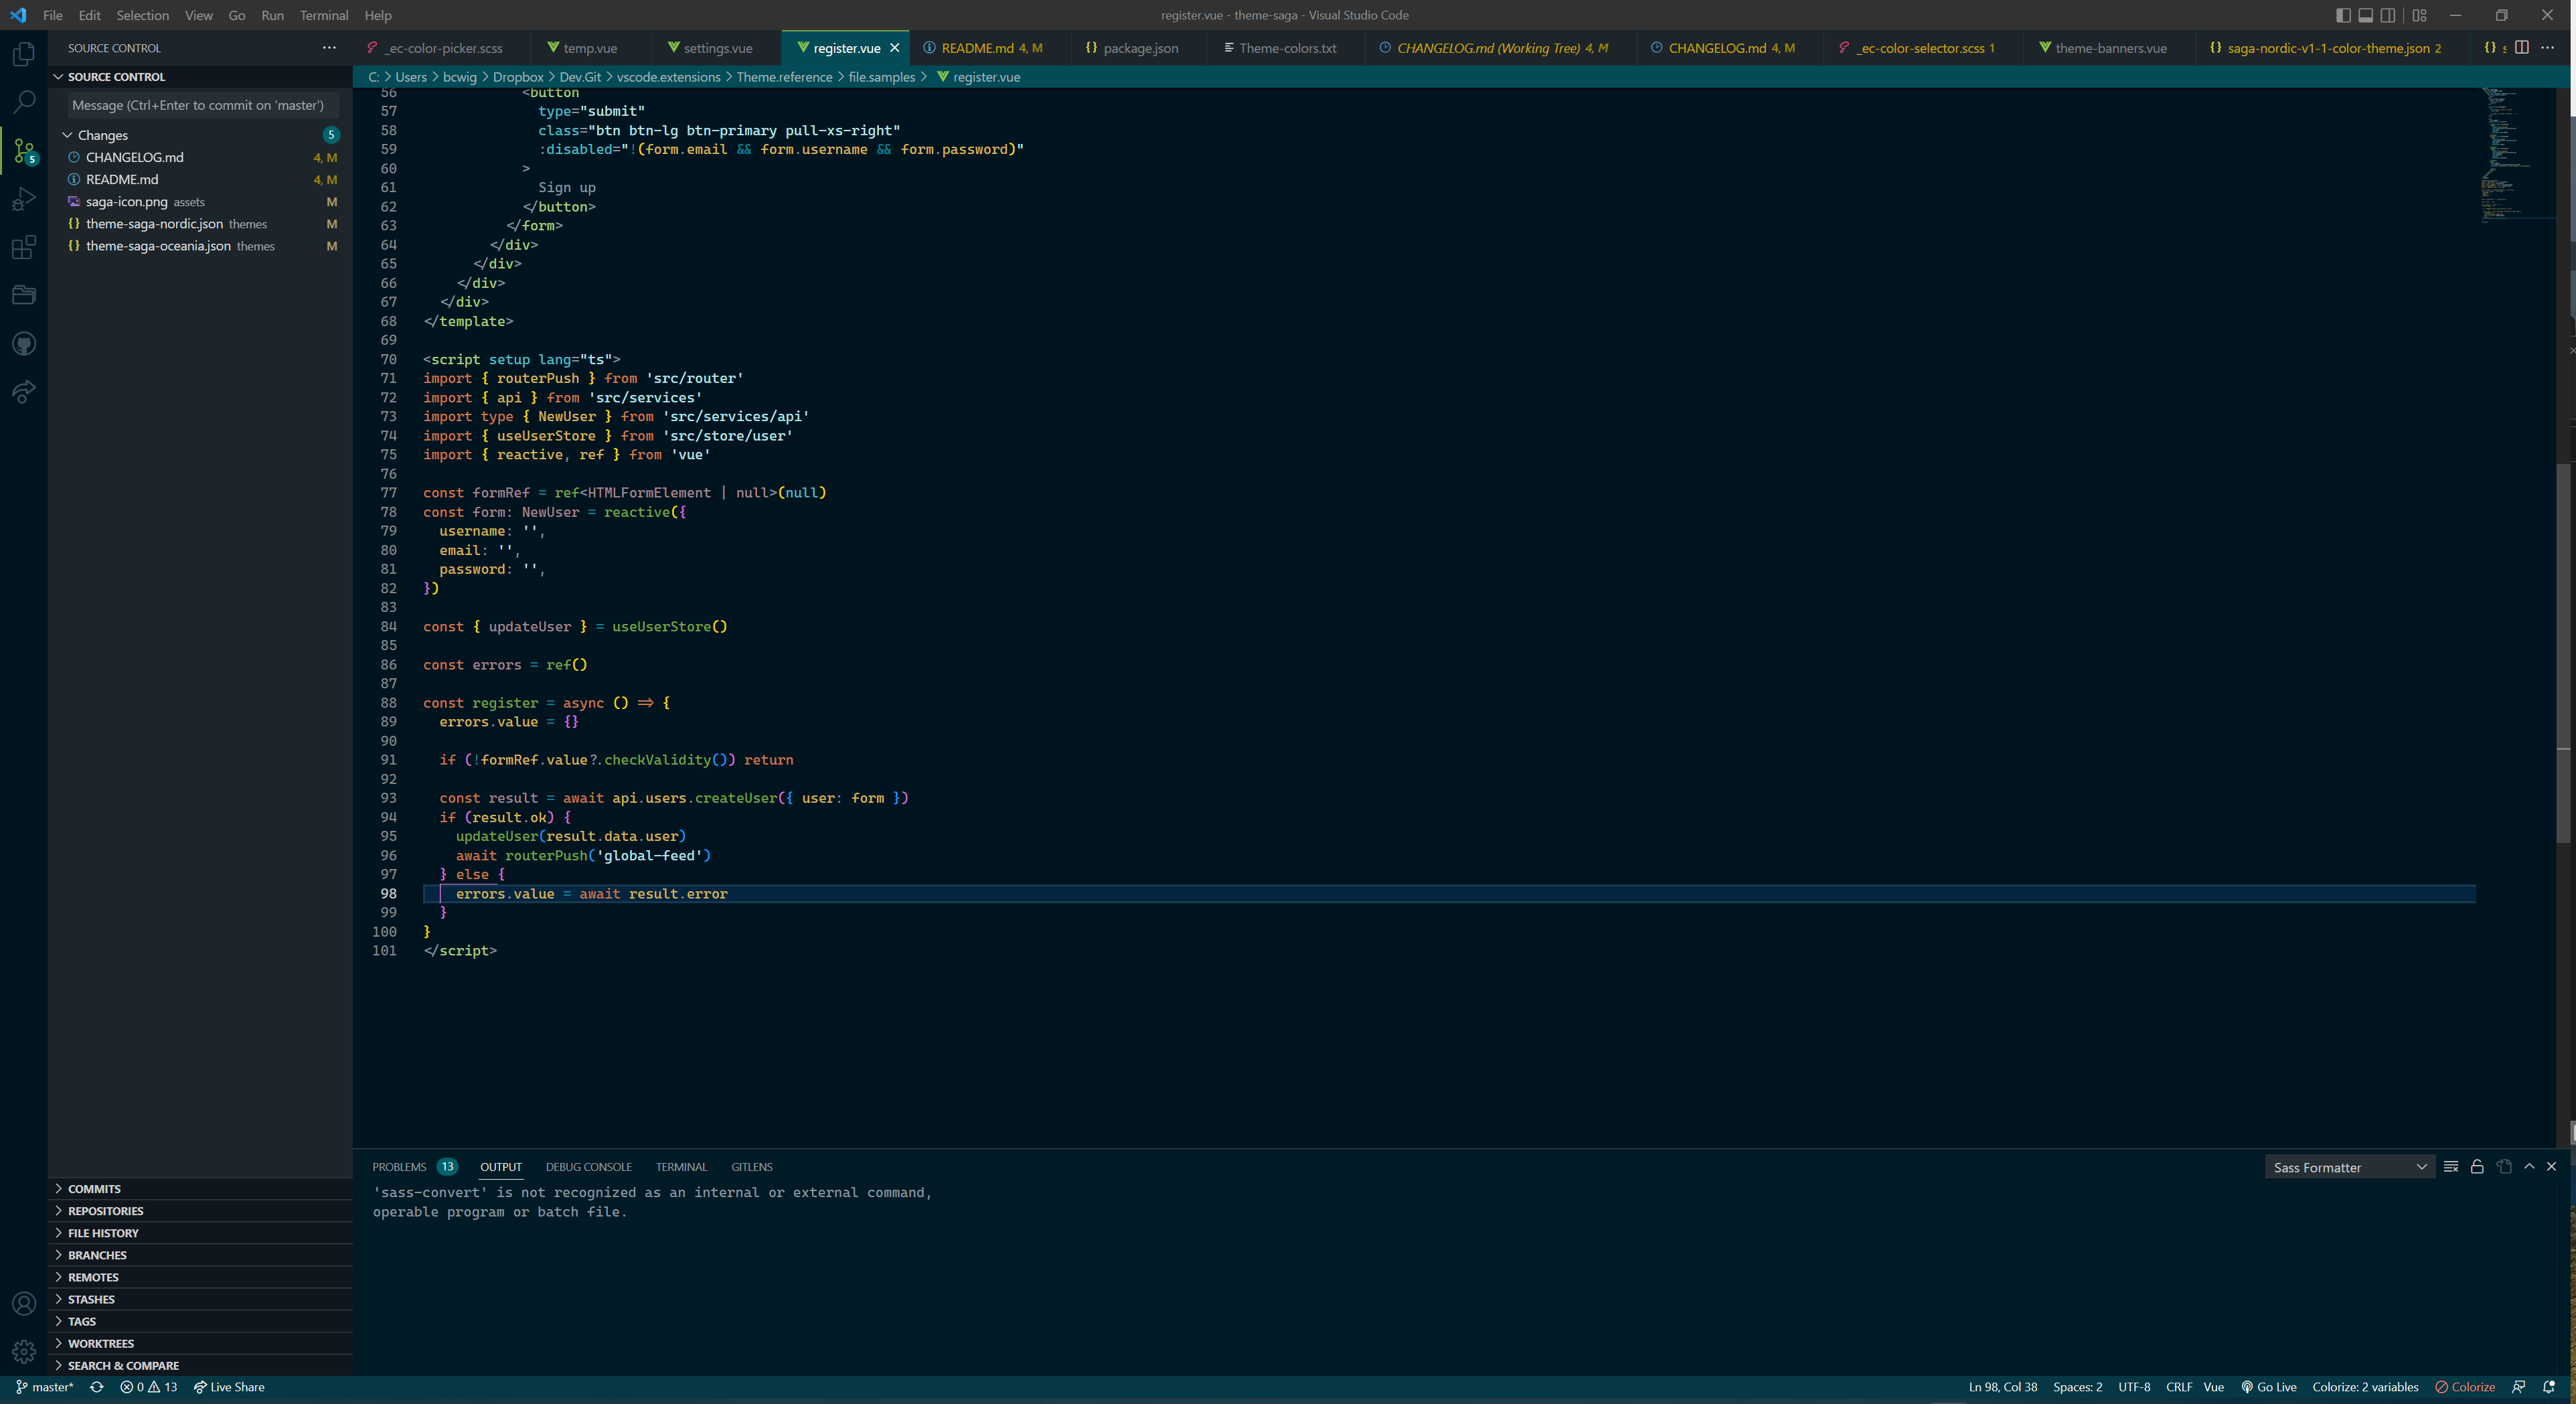 File Edit Selection View Go Run Terminal Help
register.vue - theme-saga - Visual Studio Code
SOURCE CONTROL
_ec-color-picker.scss temp.vue settings.vue register.vue README.md 4, M package.json Theme-colors.txt CHANGELOG.md (Working Tree) 4, M CHANGELOG.md 4, M _ec-color-selector.scss 1 theme-banners.vue saga-nordic-v1-1-color-theme.json 2
C: > Users > bcwig > Dropbox > Dev.Git > vscode.extensions > Theme.reference > file.samples > register.vue
SOURCE CONTROL
Message (Ctrl+Enter to commit on 'master')
Changes 5
CHANGELOG.md 4, M
README.md 4, M
saga-icon.png assets M
theme-saga-nordic.json themes M
theme-saga-oceania.json themes M
5
COMMITS
REPOSITORIES
FILE HISTORY
BRANCHES
REMOTES
STASHES
TAGS
WORKTREES
SEARCH & COMPARE
56 <button
57 type="submit"
58 class="btn btn-lg btn-primary pull-xs-right"
59 :disabled="!(form.email && form.username && form.password)"
60 >
61 Sign up
62 </button>
63 </form>
64 </div>
65 </div>
66 </div>
67 </div>
68 </template>
69
70 <script setup lang="ts">
71 import { routerPush } from 'src/router'
72 import { api } from 'src/services'
73 import type { NewUser } from 'src/services/api'
74 import { useUserStore } from 'src/store/user'
75 import { reactive, ref } from 'vue'
76
77 const formRef = ref<HTMLFormElement | null>(null)
78 const form: NewUser = reactive({
79 username: '',
80 email: '',
81 password: '',
82 })
83
84 const { updateUser } = useUserStore()
85
86 const errors = ref()
87
88 const register = async () => {
89 errors.value = {}
90
91 if (!formRef.value?.checkValidity()) return
92
93 const result = await api.users.createUser({ user: form })
94 if (result.ok) {
95 updateUser(result.data.user)
96 await routerPush('global-feed')
97 } else {
98 errors.value = await result.error
99 }
100 }
101 </script>
PROBLEMS 13 OUTPUT DEBUG CONSOLE TERMINAL GITLENS
Sass Formatter
'sass-convert' is not recognized as an internal or external command,
operable program or batch file.
master* 0 13 Live Share
Ln 98, Col 38 Spaces: 2 UTF-8 CRLF Vue Go Live Colorize: 2 variables Colorize